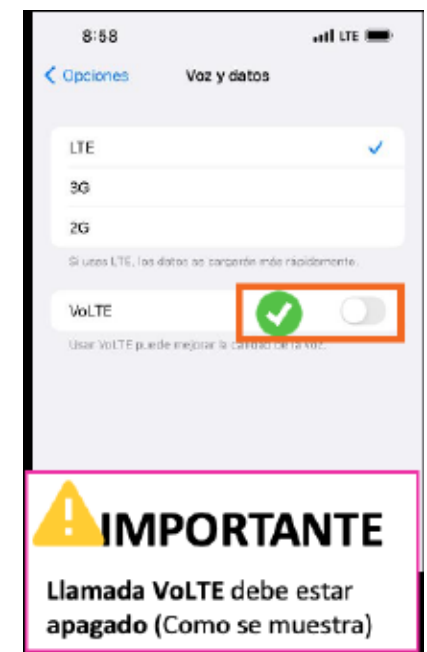 8:58
LTE
Opciones
Voz y datos
LTE
3G
2G
Si usas LTE, los datos se cargarán más rápidamente.
VoLTE
Usar VoLTE puede mejorar la calidad de la voz.
IMPORTANTE
Llamada VoLTE debe estar
apagado (Como se muestra)